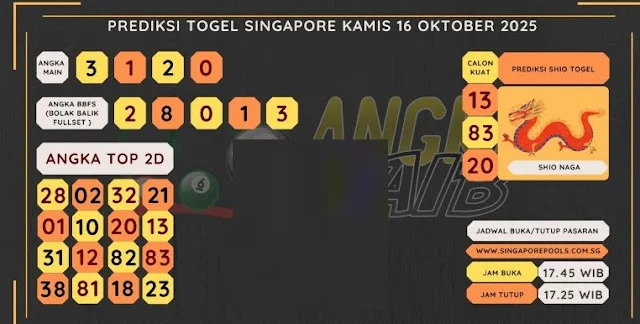 PREDIKSI TOGEL SINGAPORE KAMIS 16 OKTOBER 2025
ANGKA
MAIN
3 1 2 0
ANGKA BBFS
(BOLAK BALIK
FULLSET )
2 8 0 1 3
ANGKA TOP 2D
28 02 32 21
01 10 20 13
31 12 82 83
38 81 18 23
CALON
KUAT
13
83
20
PREDIKSI SHIO TOGEL
SHIO NAGA
JADWAL BUKA/TUTUP PASARAN
WWW.SINGAPOREPOOLS.COM.SG
JAM BUKA 17.45 WIB
JAM TUTUP 17.25 WIB